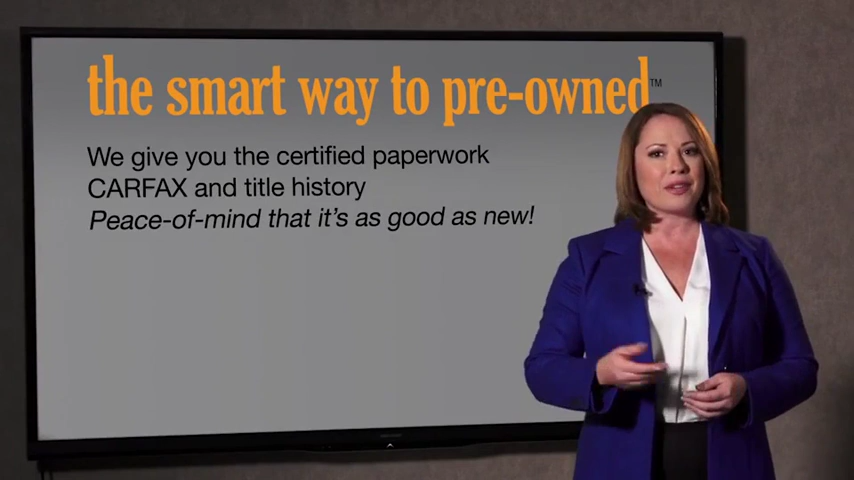 the smart way to pre-owned™
We give you the certified paperwork
CARFAX and title history
Peace-of-mind that it's as good as new!